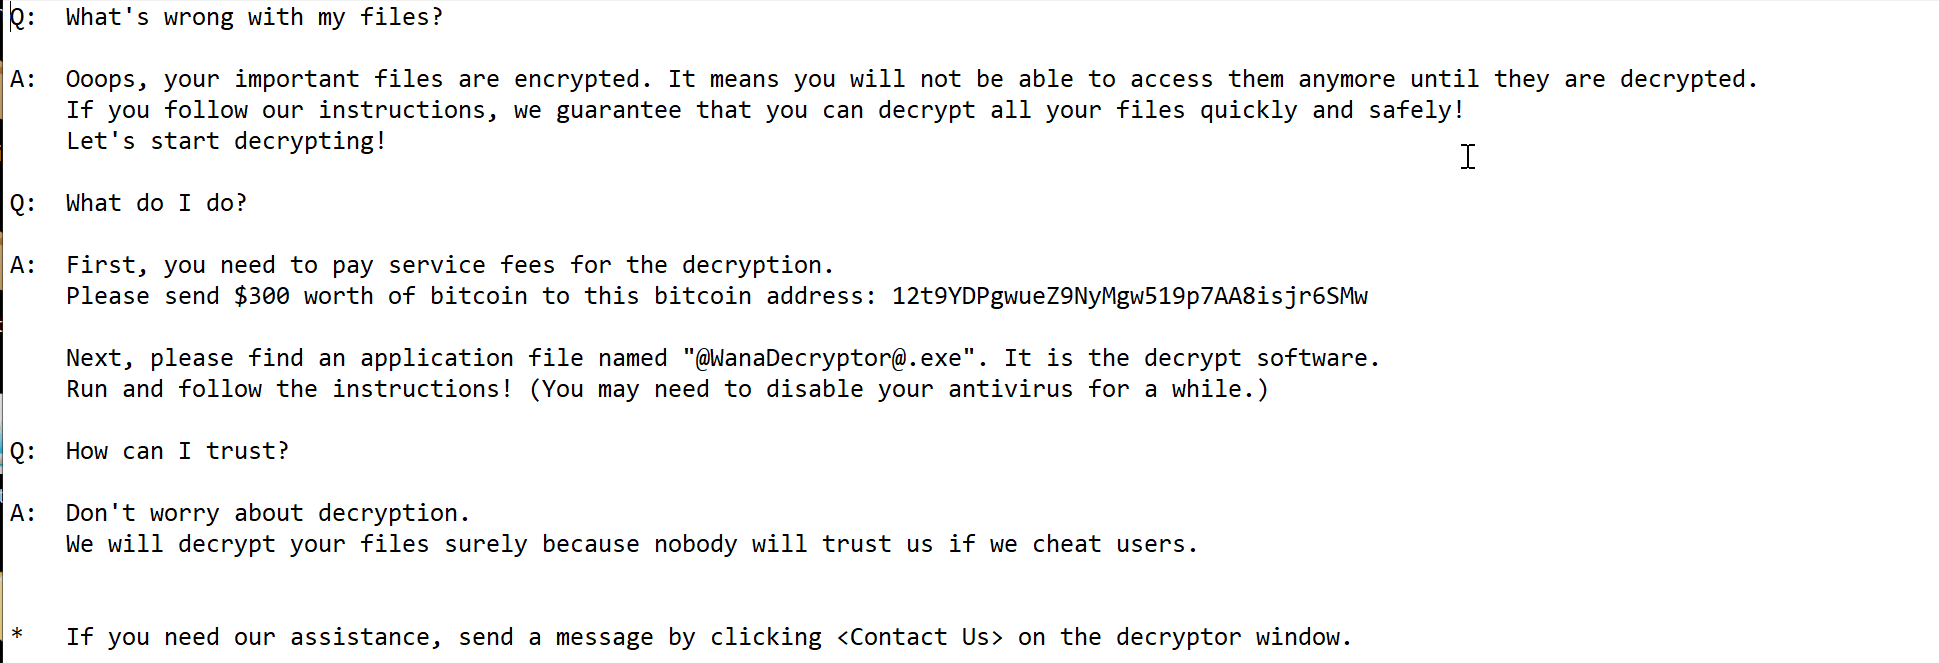 Q:  What's wrong with my files?
A:  Ooops, your important files are encrypted. It means you will not be able to access them anymore until they are decrypted.
If you follow our instructions, we guarantee that you can decrypt all your files quickly and safely!
Let's start decrypting!
Q:  What do I do?
A:  First, you need to pay service fees for the decryption.
Please send $300 worth of bitcoin to this bitcoin address: 12t9YDPgwueZ9NyMgw519p7AA8isjr6SMw
Next, please find an application file named "@WanaDecryptor@.exe". It is the decrypt software.
Run and follow the instructions! (You may need to disable your antivirus for a while.)
Q:  How can I trust?
A:  Don't worry about decryption.
We will decrypt your files surely because nobody will trust us if we cheat users.
*   If you need our assistance, send a message by clicking <Contact Us> on the decryptor window.